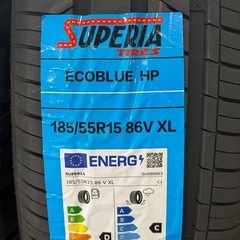 SUPERIA
TIRES
ECOBLUE HP
185/55R15 86V XL
ENERG
SUPERIA
185/55R15 86 V XL
C1
A
B
C
D
D
A
B
C
C